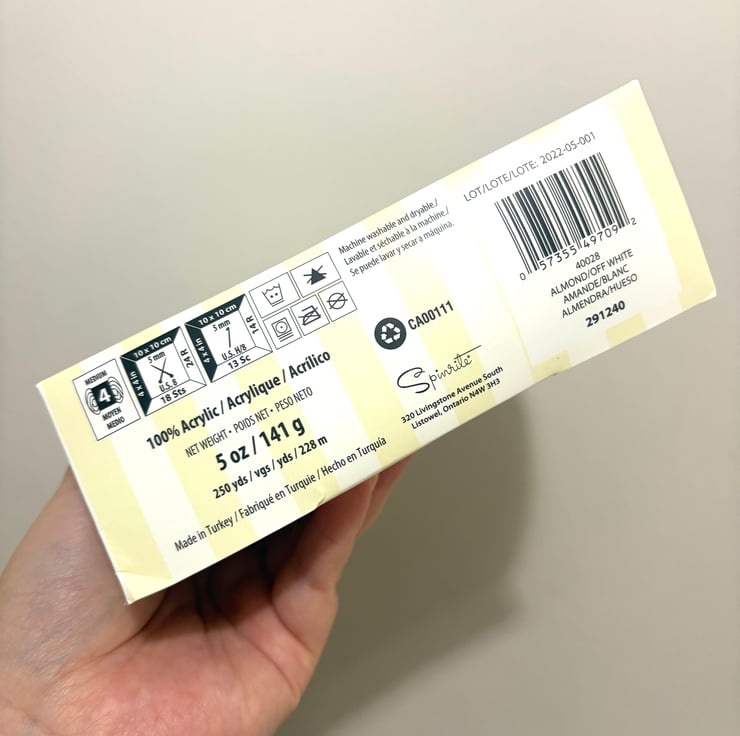 MEDIUM
4
MOYEN
MEDIO
10 x 10 cm
4 x 4 in
5 mm
24R
U.S. 8
18 Sts
10 x 10 cm
4 x 4 in
5 mm
14R
U.S. H/8
13 Sc
Machine washable and dryable./
Lavable et séchable à la machine./
Se puede lavar y secar a máquina.
100% Acrylic / Acrylique / Acrílico
NET WEIGHT • POIDS NET • PESO NETO
5 oz / 141 g
250 yds / vgs / yds / 228 m
Made in Turkey / Fabriqué en Turquie / Hecho en Turquía
CA00111
Spinrite
320 Livingstone Avenue South
Listowel, Ontario N4W 3H3
LOT/LOTE/LOTE: 2022-05-001
0 57355 49709 2
40028
ALMOND/OFF WHITE
AMANDE/BLANC
ALMENDRA/HUESO
291240